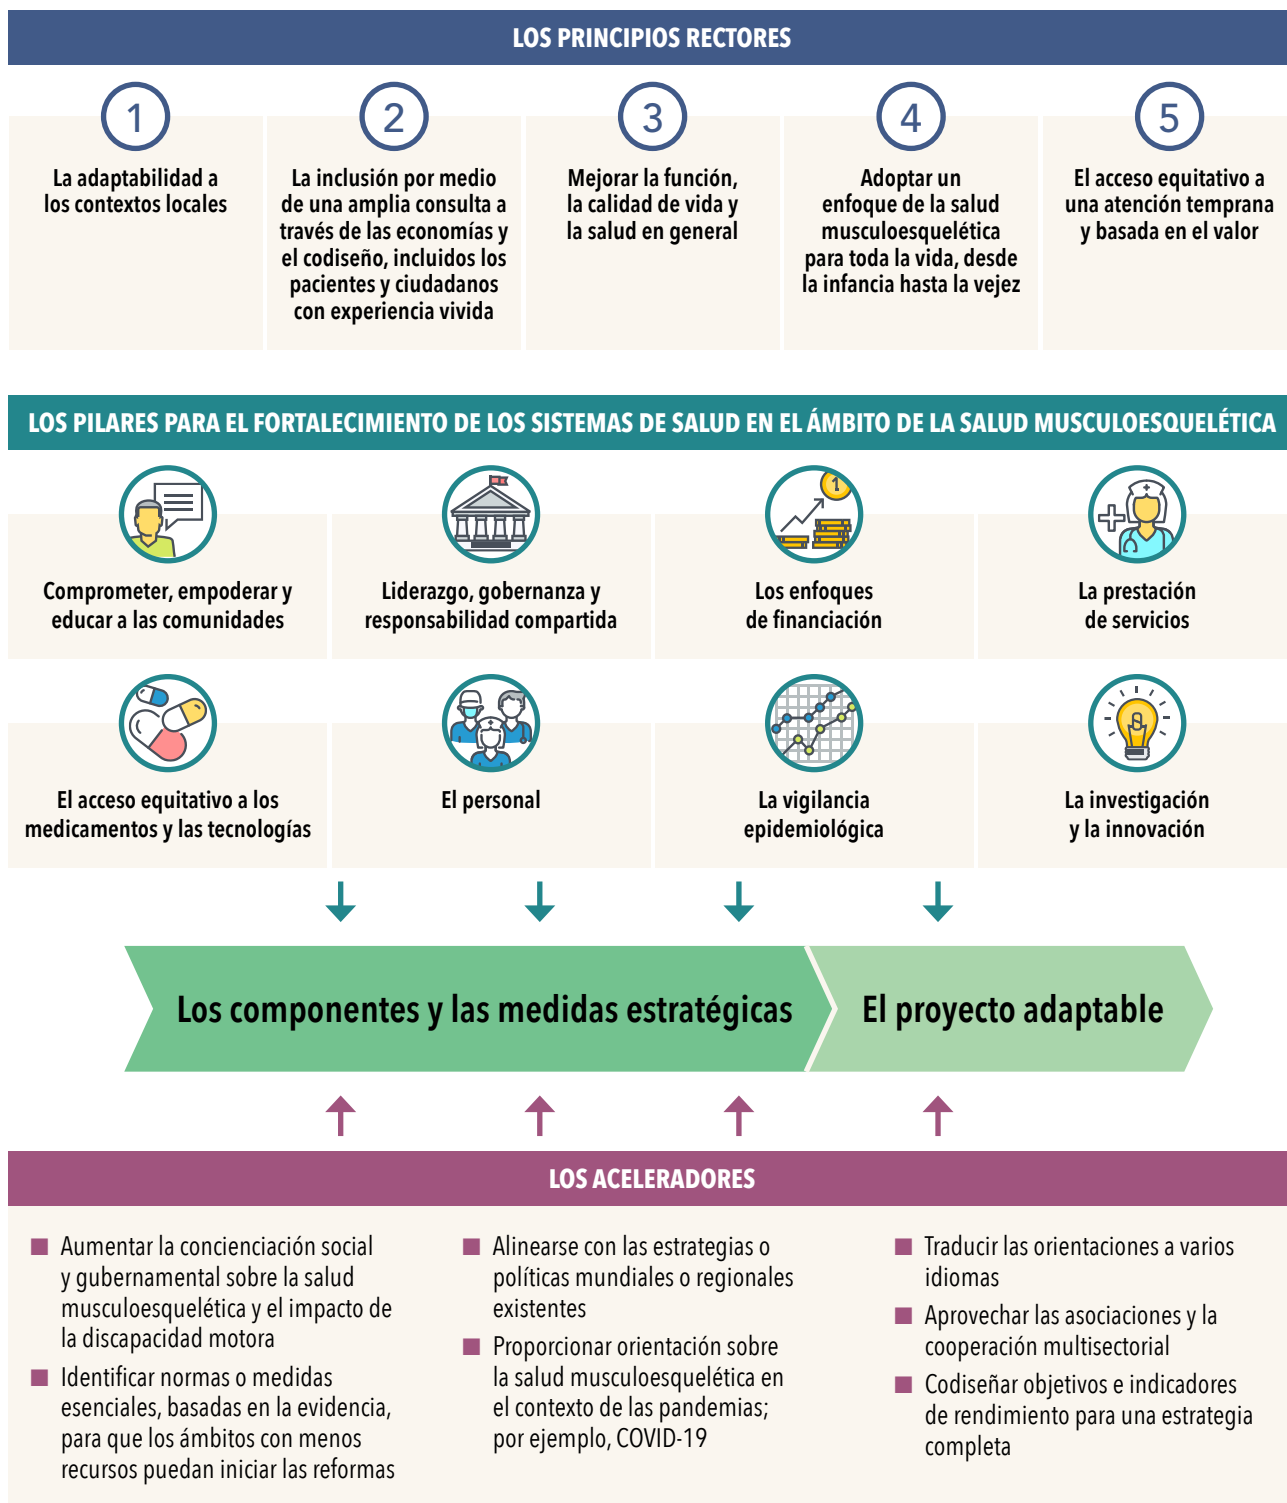 LOS PRINCIPIOS RECTORES
1
La adaptabilidad a
los contextos locales
2
La inclusión por medio
de una amplia consulta a
través de las economías y
el codiseño, incluidos los
pacientes y ciudadanos
con experiencia vivida
3
Mejorar la función,
la calidad de vida y
la salud en general
4
Adoptar un
enfoque de la salud
musculoesquelética
para toda la vida, desde
la infancia hasta la vejez
5
El acceso equitativo a
una atención temprana
y basada en el valor
LOS PILARES PARA EL FORTALECIMIENTO DE LOS SISTEMAS DE SALUD EN EL ÁMBITO DE LA SALUD MUSCULOESQUELÉTICA
Comprometer, empoderar y
educar a las comunidades
Liderazgo, gobernanza y
responsabilidad compartida
1
Los enfoques
de financiación
La prestación
de servicios
El acceso equitativo a los
medicamentos y las tecnologías
El personal
La vigilancia
epidemiológica
La investigación
y la innovación
Los componentes y las medidas estratégicas
El proyecto adaptable
LOS ACELERADORES
Aumentar la concienciación social
y gubernamental sobre la salud
musculoesquelética y el impacto de
la discapacidad motora
Identificar normas o medidas
esenciales, basadas en la evidencia,
para que los ámbitos con menos
recursos puedan iniciar las reformas
Alinearse con las estrategias o
políticas mundiales o regionales
existentes
Proporcionar orientación sobre
la salud musculoesquelética en
el contexto de las pandemias;
por ejemplo, COVID-19
Traducir las orientaciones a varios
idiomas
Aprovechar las asociaciones y la
cooperación multisectorial
Codiseñar objetivos e indicadores
de rendimiento para una estrategia
completa